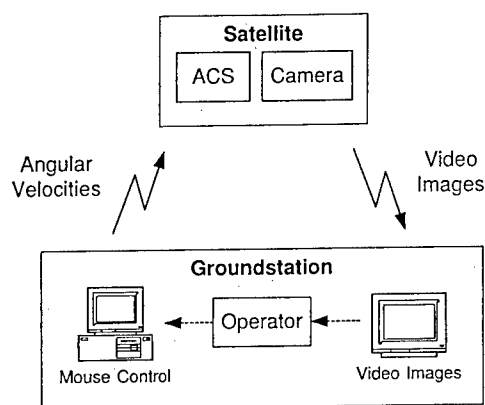 Satellite
ACS
Camera
Angular
Velocities
Video
Images
Groundstation
Operator
Mouse Control
Video Images